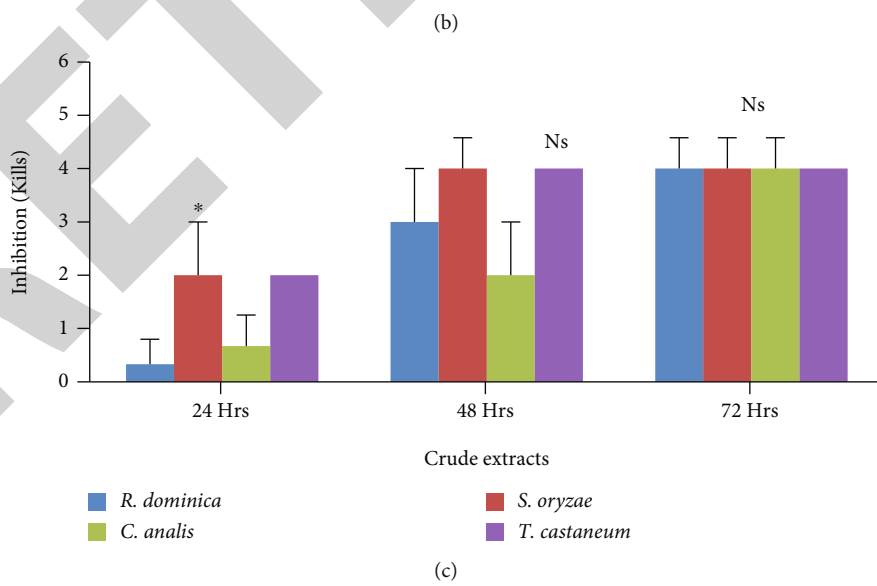 (b)
6
5
4
3
2
1
0
Inhibition (Kills)
*
Ns
Ns
24 Hrs
48 Hrs
72 Hrs
Crude extracts
R. dominica
S. oryzae
C. analis
T. castaneum
(c)